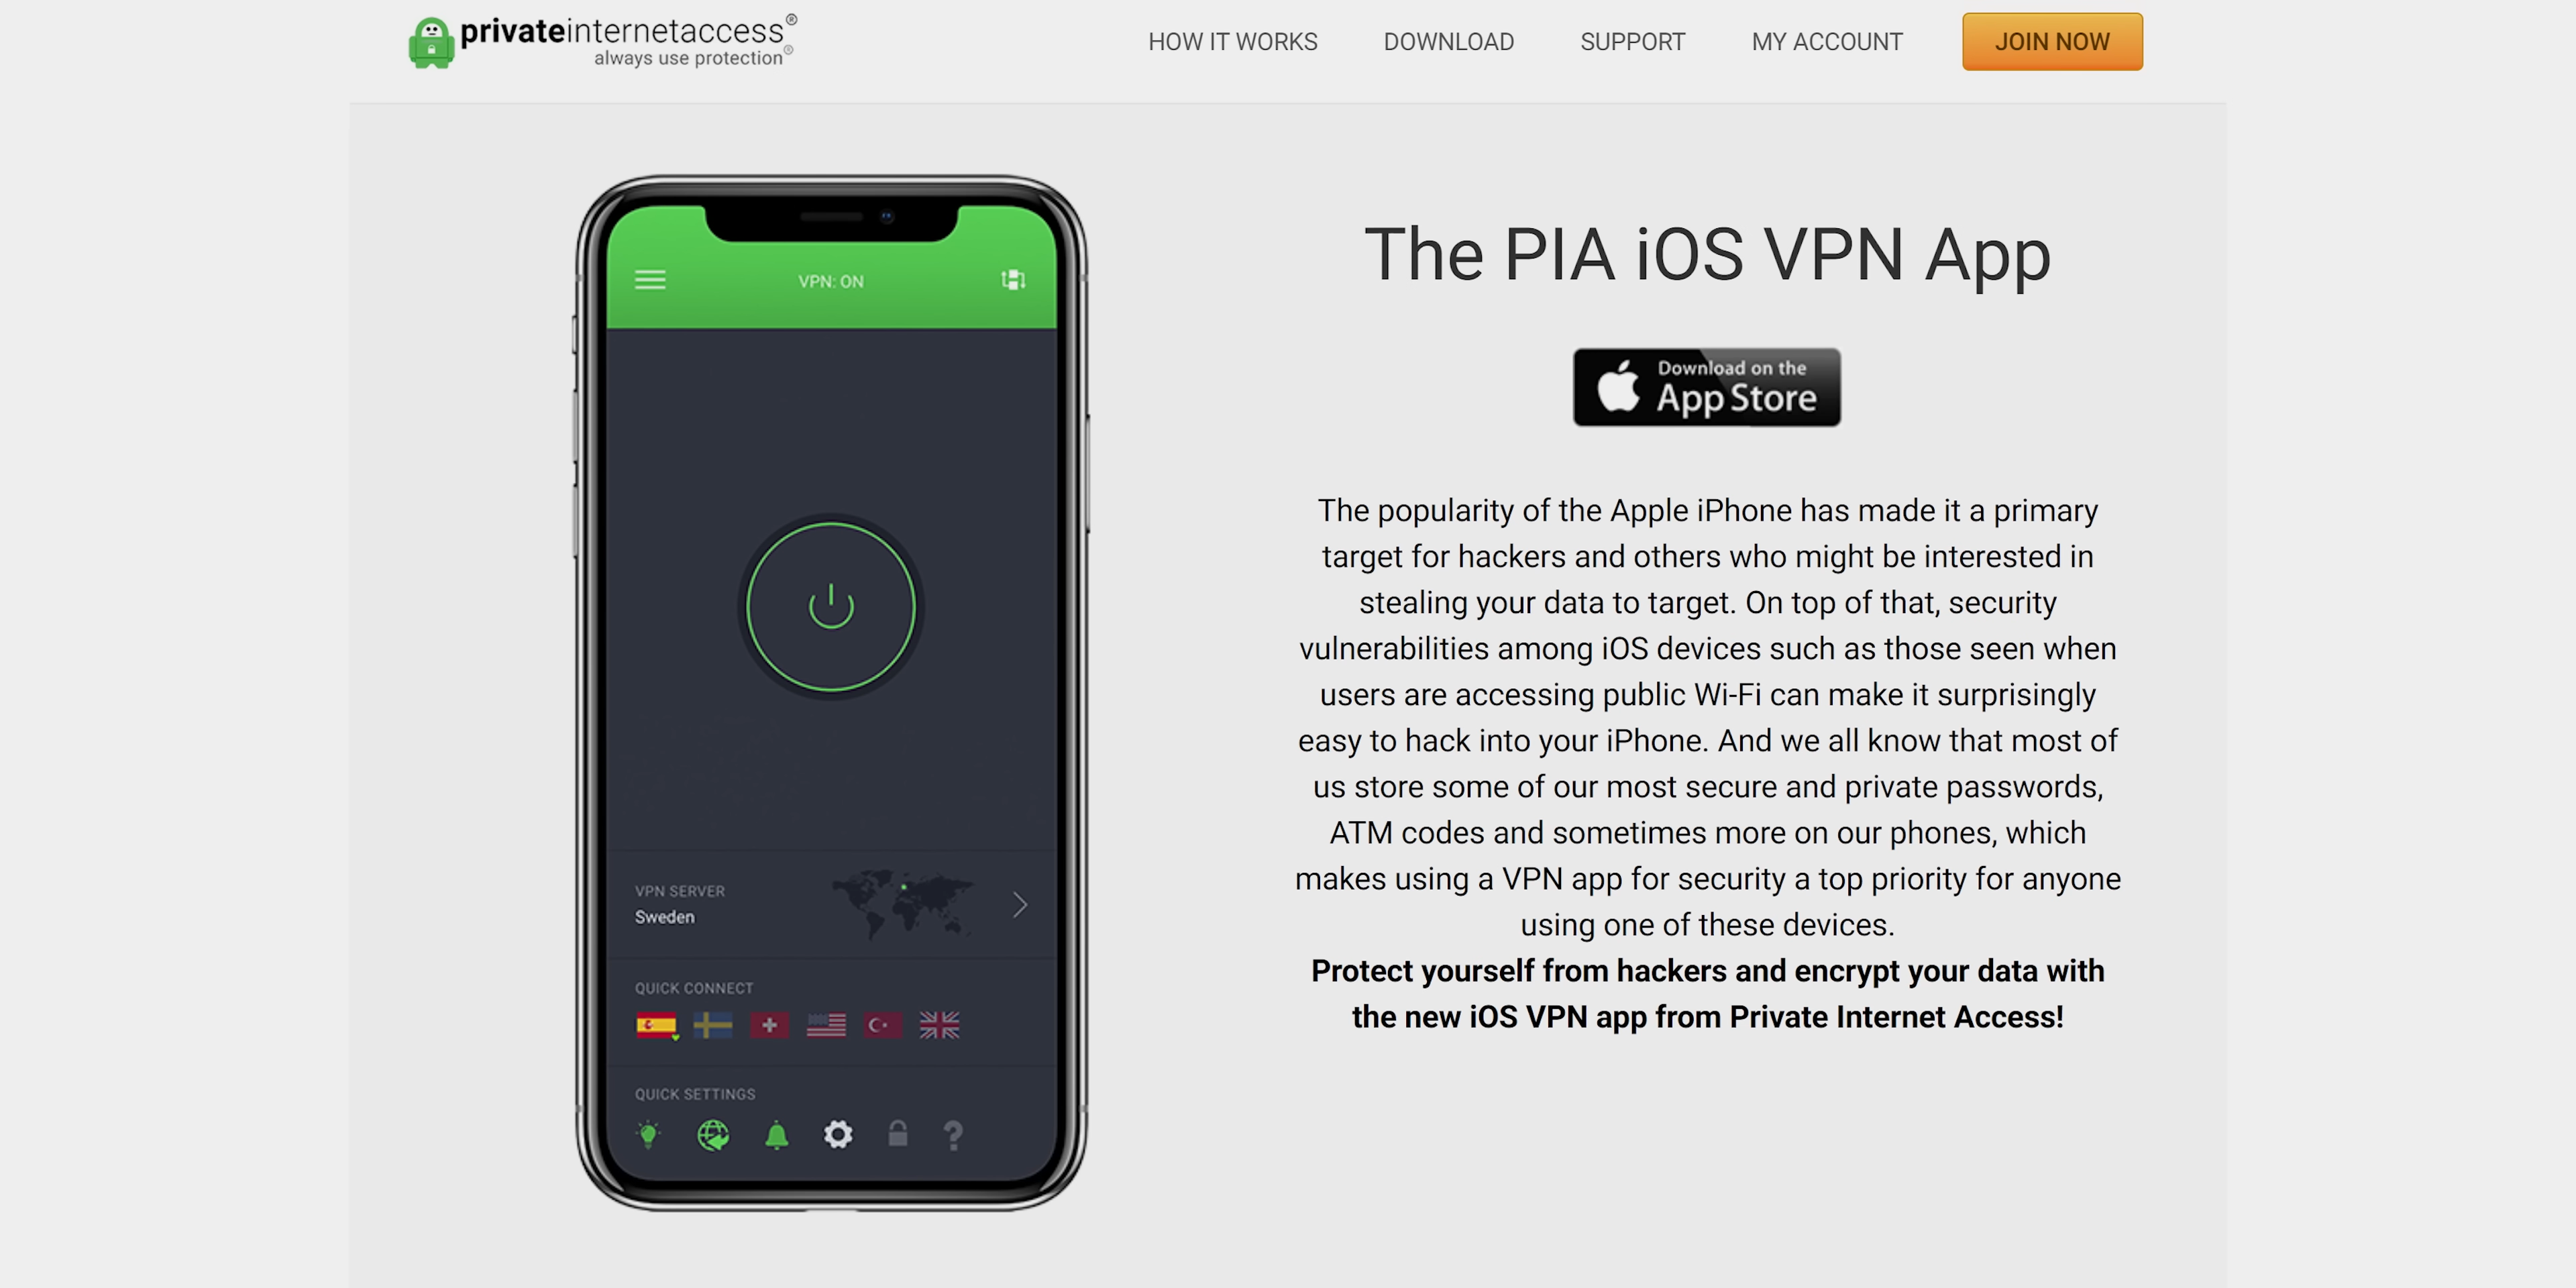 privateinternetaccess®
always use protection®
HOW IT WORKS
DOWNLOAD
SUPPORT
MY ACCOUNT
JOIN NOW
VPN: ON
VPN SERVER
Sweden
QUICK CONNECT
QUICK SETTINGS
The PIA iOS VPN App
Download on the
App Store
The popularity of the Apple iPhone has made it a primary
target for hackers and others who might be interested in
stealing your data to target. On top of that, security
vulnerabilities among iOS devices such as those seen when
users are accessing public Wi-Fi can make it surprisingly
easy to hack into your iPhone. And we all know that most of
us store some of our most secure and private passwords,
ATM codes and sometimes more on our phones, which
makes using a VPN app for security a top priority for anyone
using one of these devices.
Protect yourself from hackers and encrypt your data with
the new iOS VPN app from Private Internet Access!